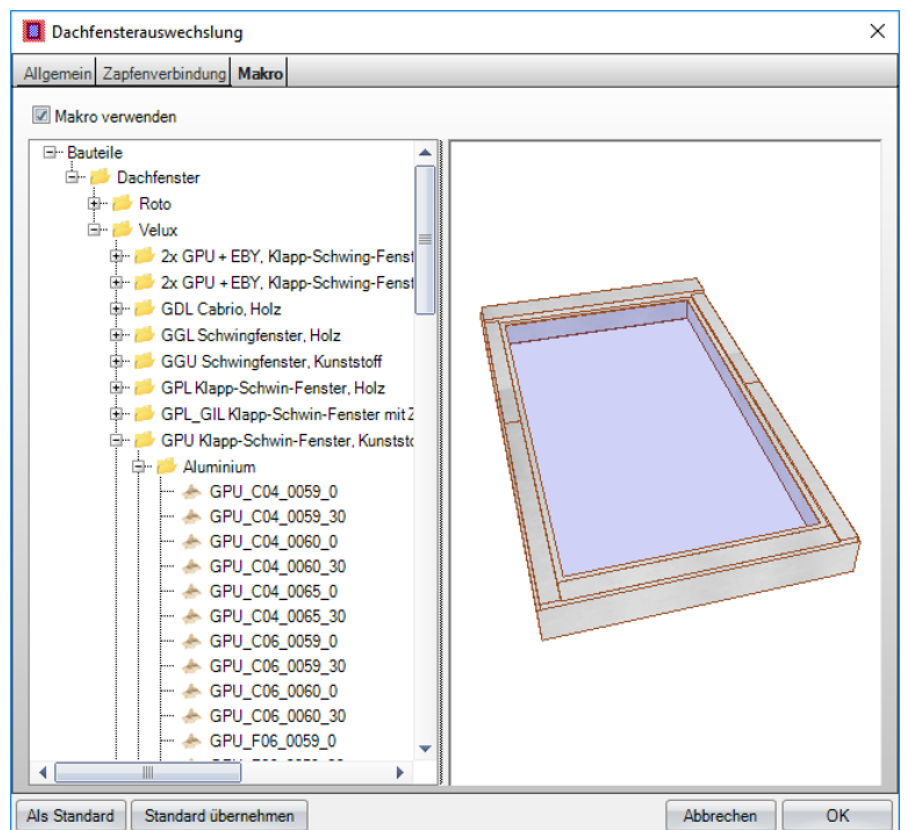 Dachfensterauswechslung
Allgemein Zapfenverbindung Makro
Makro verwenden
Bauteile
Dachfenster
Roto
Velux
2x GPU + EBY, Klapp-Schwing-Fenst
2x GPU + EBY, Klapp-Schwing-Fenst
GDL Cabrio, Holz
GGL Schwingfenster, Holz
GGU Schwingfenster, Kunststoff
GPL Klapp-Schwin-Fenster, Holz
GPL_GIL Klapp-Schwin-Fenster mit Z
GPU Klapp-Schwin-Fenster, Kunststo
Aluminium
GPU_C04_0059_0
GPU_C04_0059_30
GPU_C04_0060_0
GPU_C04_0060_30
GPU_C04_0065_0
GPU_C04_0065_30
GPU_C06_0059_0
GPU_C06_0059_30
GPU_C06_0060_0
GPU_C06_0060_30
GPU_F06_0059_0
Als Standard Standard übernehmen Abbrechen OK